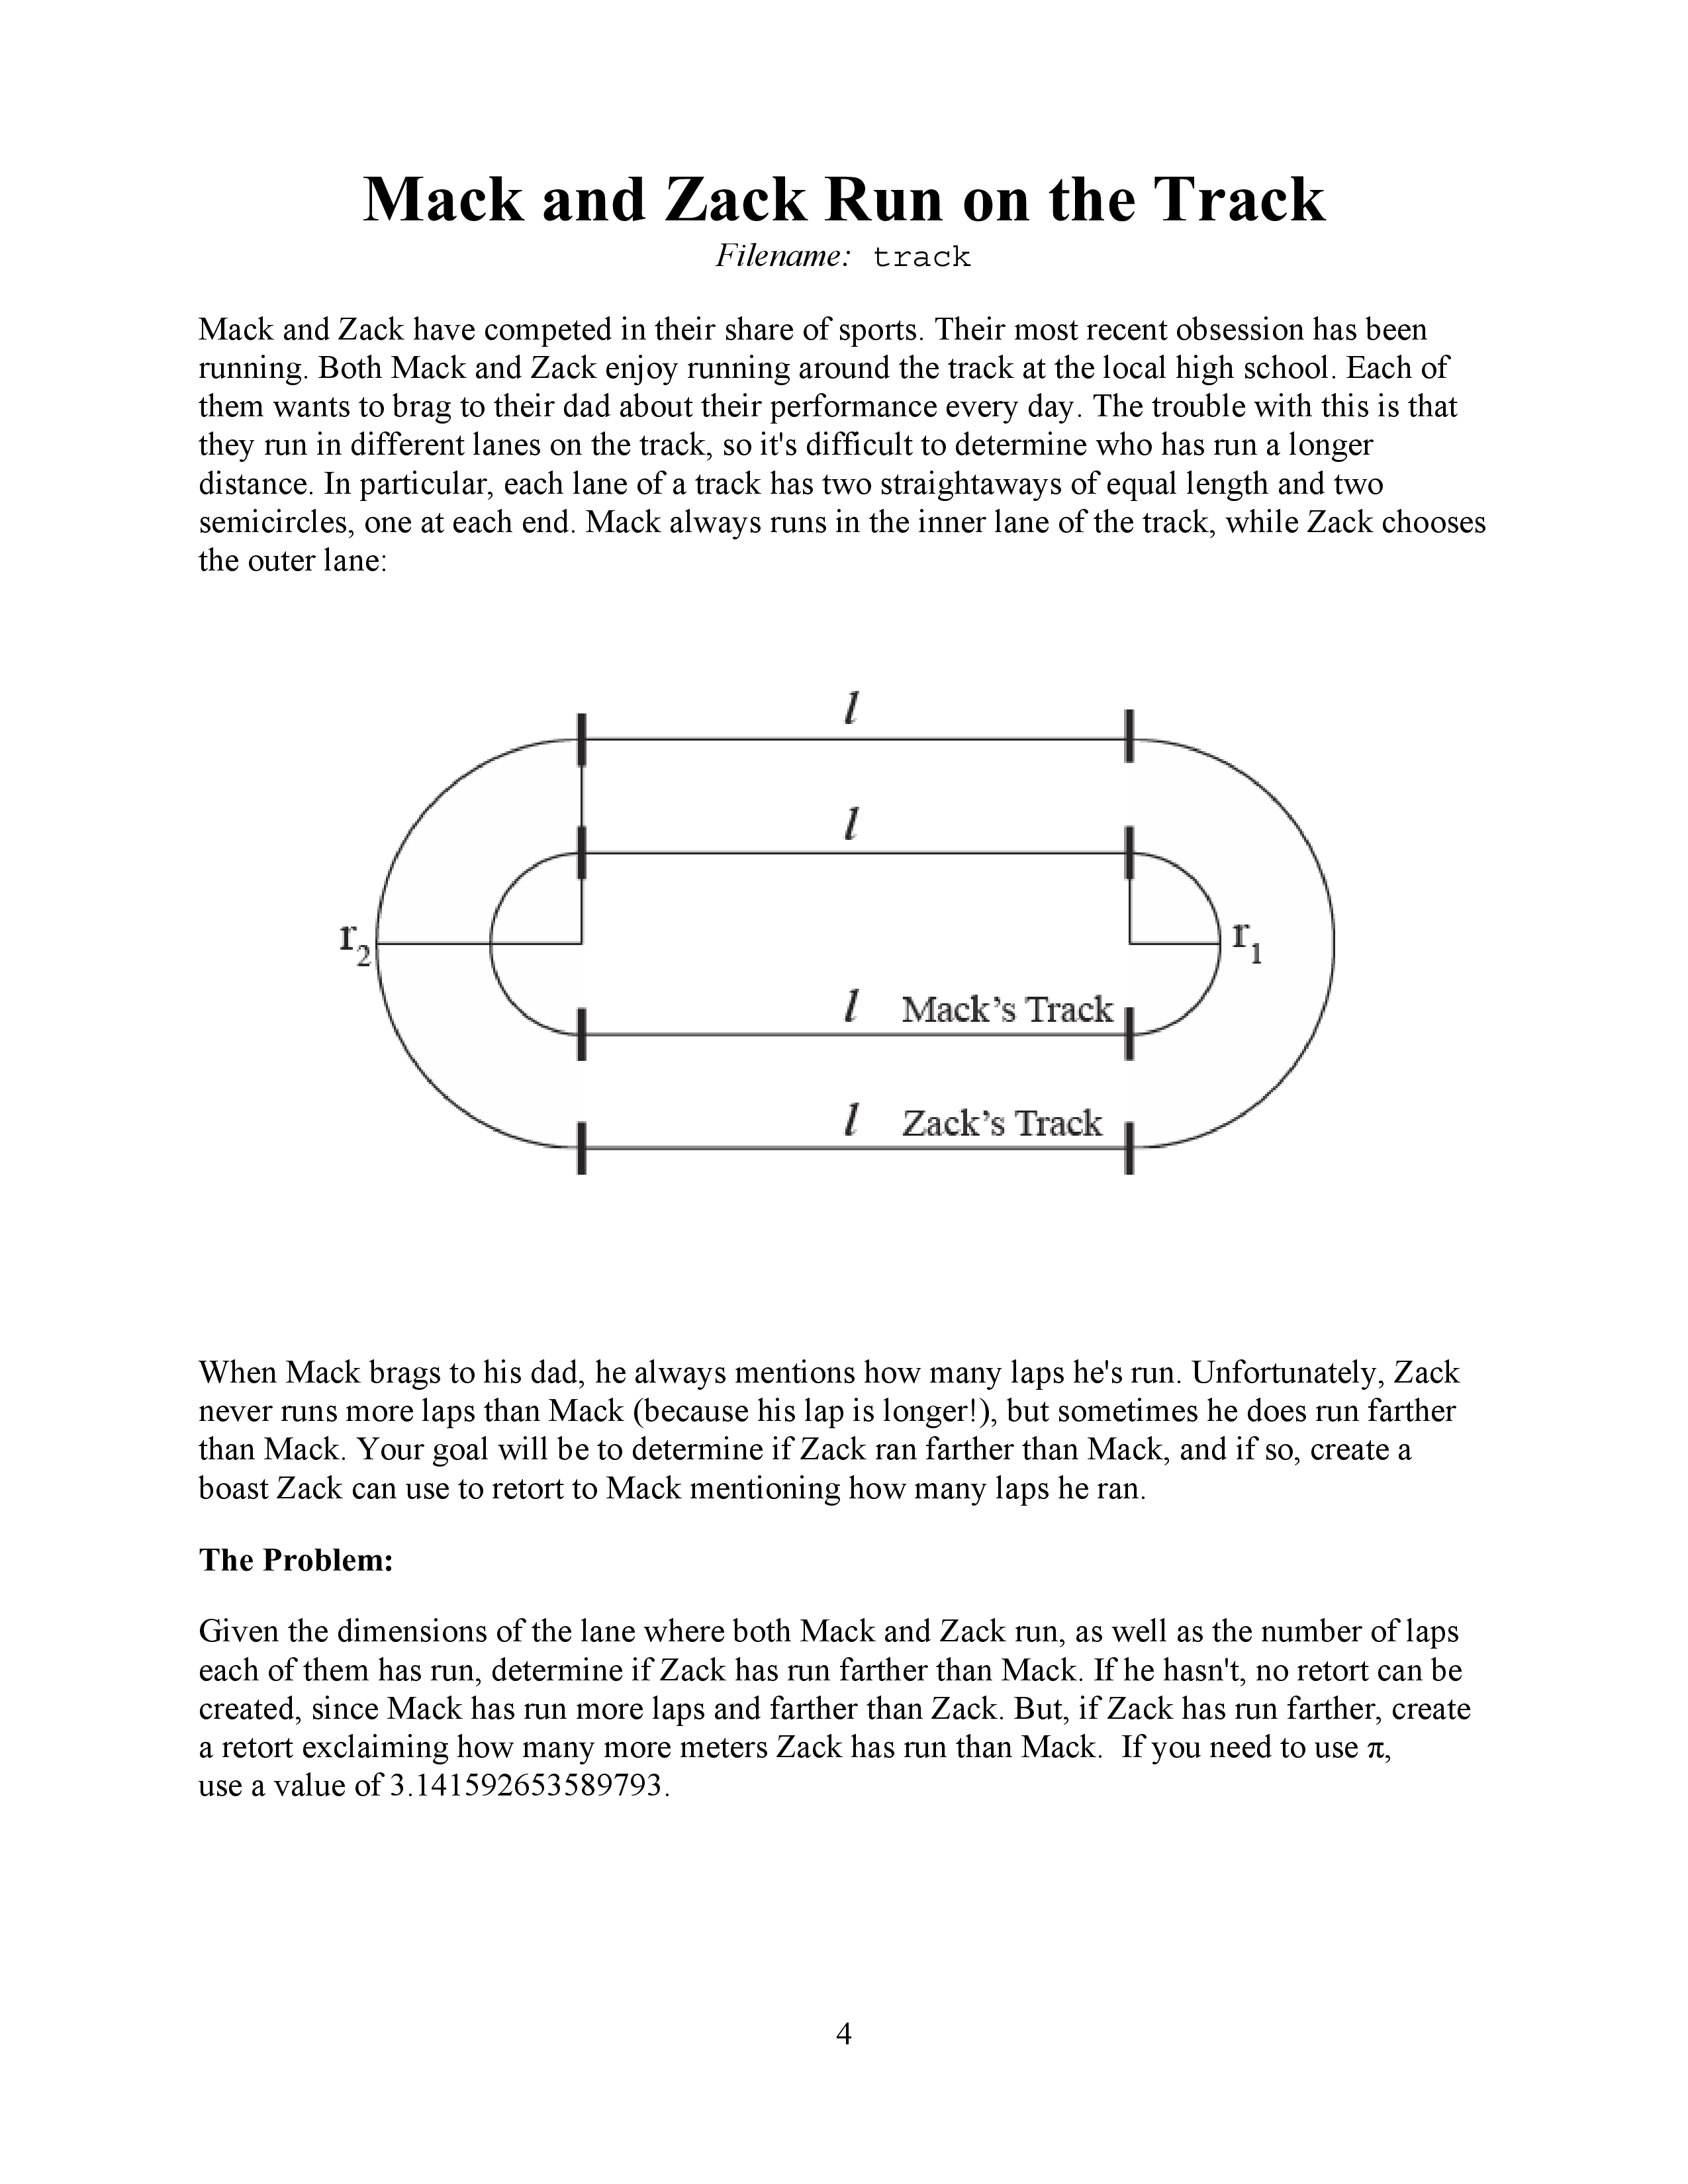 Mack and Zack Run on the Track
Filename: track
Mack and Zack have competed in their share of sports. Their most recent obsession has been
running. Both Mack and Zack enjoy running around the track at the local high school. Each of
them wants to brag to their dad about their performance every day. The trouble with this is that
they run in different lanes on the track, so it's difficult to determine who has run a longer
distance. In particular, each lane of a track has two straightaways of equal length and two
semicircles, one at each end. Mack always runs in the inner lane of the track, while Zack chooses
the outer lane:
l
l
r2
r1
l Mack’s Track
l Zack’s Track
When Mack brags to his dad, he always mentions how many laps he's run. Unfortunately, Zack
never runs more laps than Mack (because his lap is longer!), but sometimes he does run farther
than Mack. Your goal will be to determine if Zack ran farther than Mack, and if so, create a
boast Zack can use to retort to Mack mentioning how many laps he ran.
The Problem:
Given the dimensions of the lane where both Mack and Zack run, as well as the number of laps
each of them has run, determine if Zack has run farther than Mack. If he hasn't, no retort can be
created, since Mack has run more laps and farther than Zack. But, if Zack has run farther, create
a retort exclaiming how many more meters Zack has run than Mack.  If you need to use π,
use a value of 3.141592653589793.
4